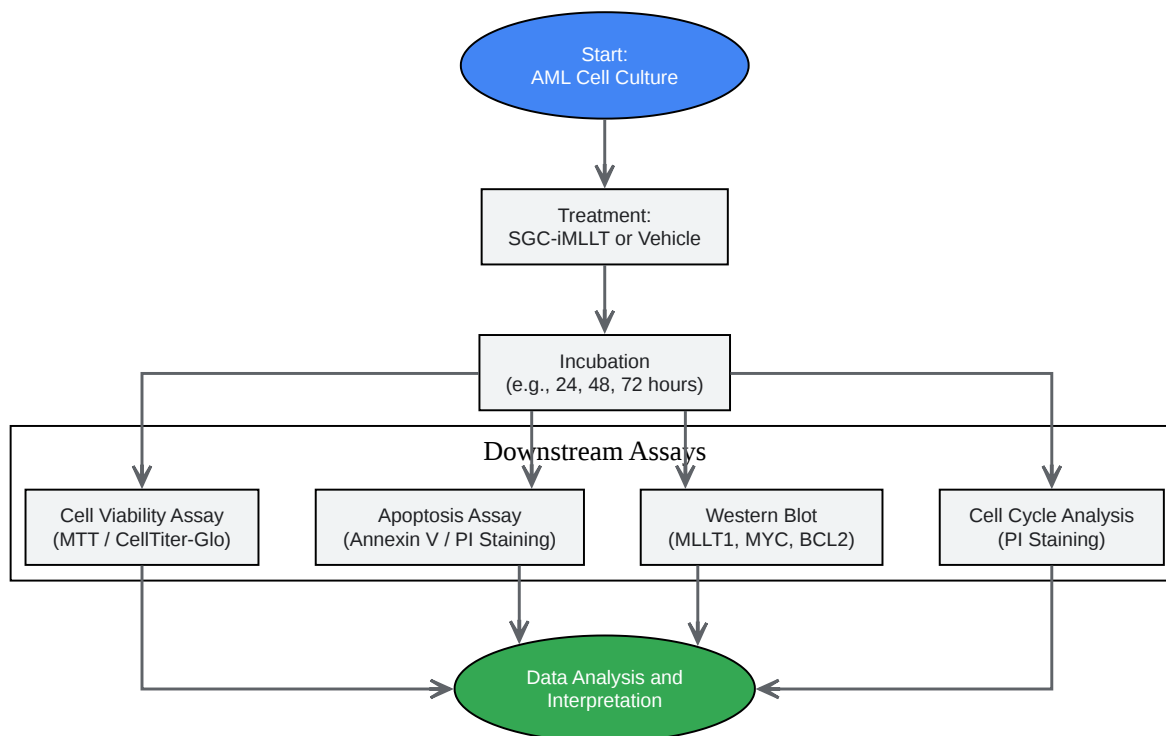 Start:
AML Cell Culture
Treatment:
SGC-iMLLT or Vehicle
Incubation
(e.g., 24, 48, 72 hours)
Downstream Assays
Cell Viability Assay
(MTT / CellTiter-Glo)
Apoptosis Assay
(Annexin V / PI Staining)
Western Blot
(MLLT1, MYC, BCL2)
Cell Cycle Analysis
(PI Staining)
Data Analysis and
Interpretation